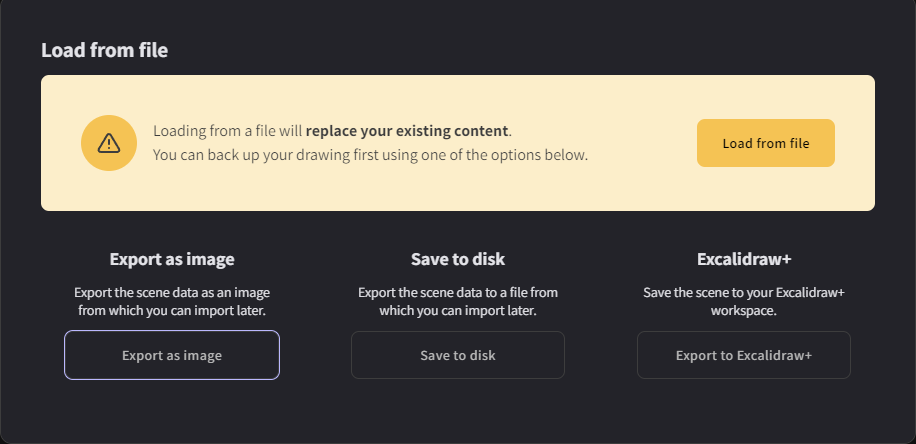 Load from file
Loading from a file will replace your existing content.
You can back up your drawing first using one of the options below.
Load from file
Export as image
Export the scene data as an image
from which you can import later.
Export as image
Save to disk
Export the scene data to a file from
which you can import later.
Save to disk
Excalidraw+
Save the scene to your Excalidraw+
workspace.
Export to Excalidraw+